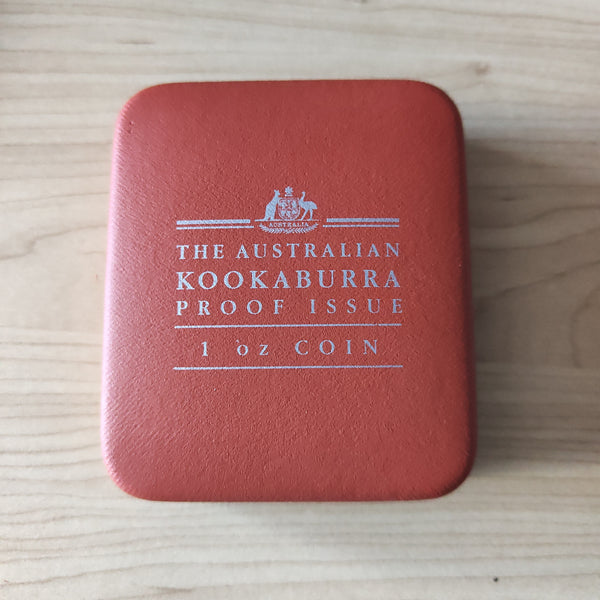 AUSTRALIA
THE AUSTRALIAN
KOOKABURRA
PROOF ISSUE
1 oz COIN